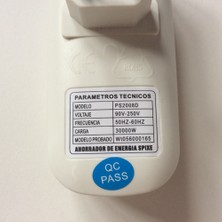 PARAMETROS TECNICOS
MODELO PS2008D
VOLTAJE 90V-250V
FRECUENCIA 50HZ-60HZ
CARGA 30000W
MODELO PROBADO Wt056000165
AHORRADOR DE ENERGIA SPIXE
QC
PASS